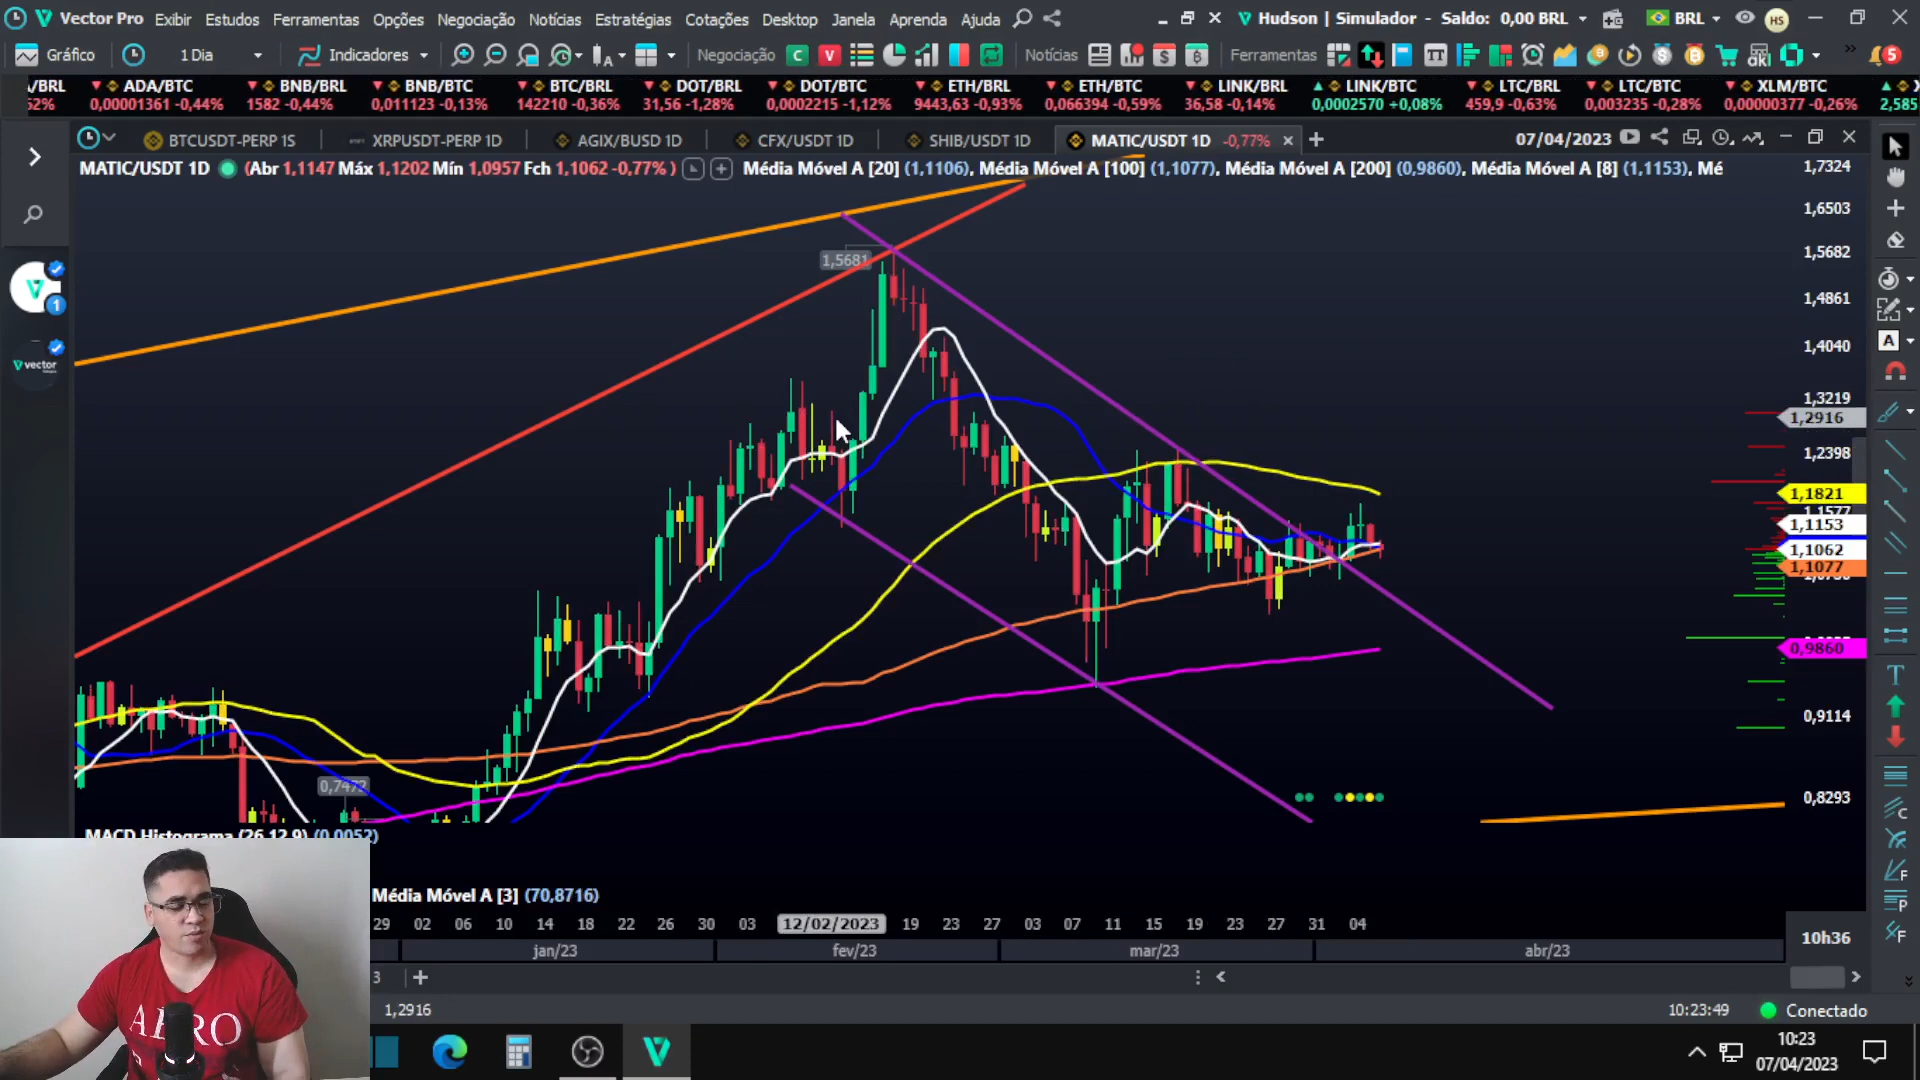 Vector Pro Exibir Estudos Ferramentas Opções Negociação Notícias Estratégias Cotações Desktop Janela Aprenda Ajuda Hudson | Simulador - Saldo: 0,00 BRL BRL HS
Gráfico 1 Dia Indicadores Negociação C V Notícias Ferramentas 5
/BRL ADA/BTC BNB/BRL BNB/BTC BTC/BRL DOT/BRL DOT/BTC ETH/BRL ETH/BTC LINK/BRL LINK/BTC LTC/BRL LTC/BTC XLM/BTC
52% 0,00001361 -0,44% 1582 -0,44% 0,011123 -0,13% 142210 -0,36% 31,56 -1,28% 0,0002215 -1,12% 9443,63 -0,93% 0,066394 -0,59% 36,58 -0,14% 0,0002570 +0,08% 459,9 -0,63% 0,003235 -0,28% 0,00000377 -0,26% 2,585
BTCUSDT-PERP 1S XRPUSDT-PERP 1D AGIX/BUSD 1D CFX/USDT 1D SHIB/USDT 1D MATIC/USDT 1D -0,77% 07/04/2023
MATIC/USDT 1D (Abr 1,1147 Máx 1,1202 Mín 1,0957 Fch 1,1062 -0,77% ) Média Móvel A [20] (1,1106), Média Móvel A [100] (1,1077), Média Móvel A [200] (0,9860), Média Móvel A [8] (1,1153), Mé
1,7324
1,6503
1,5682
1,5681
1,4861
1,4040
1,3219
1,2916
1,2398
1,1821
1,1577
1,1153
1,1062
1,1077
0,9860
0,9114
0,7472
0,8293
MACD Histograma (26,12,9) (0,0052)
Média Móvel A [3] (70,8716)
29 02 06 10 14 18 22 26 30 03 12/02/2023 19 23 27 03 07 11 15 19 23 27 31 04
10h36
jan/23 fev/23 mar/23 abr/23
3
1,2916 10:23:49 Conectado
AERO
10:23
07/04/2023
vector
1